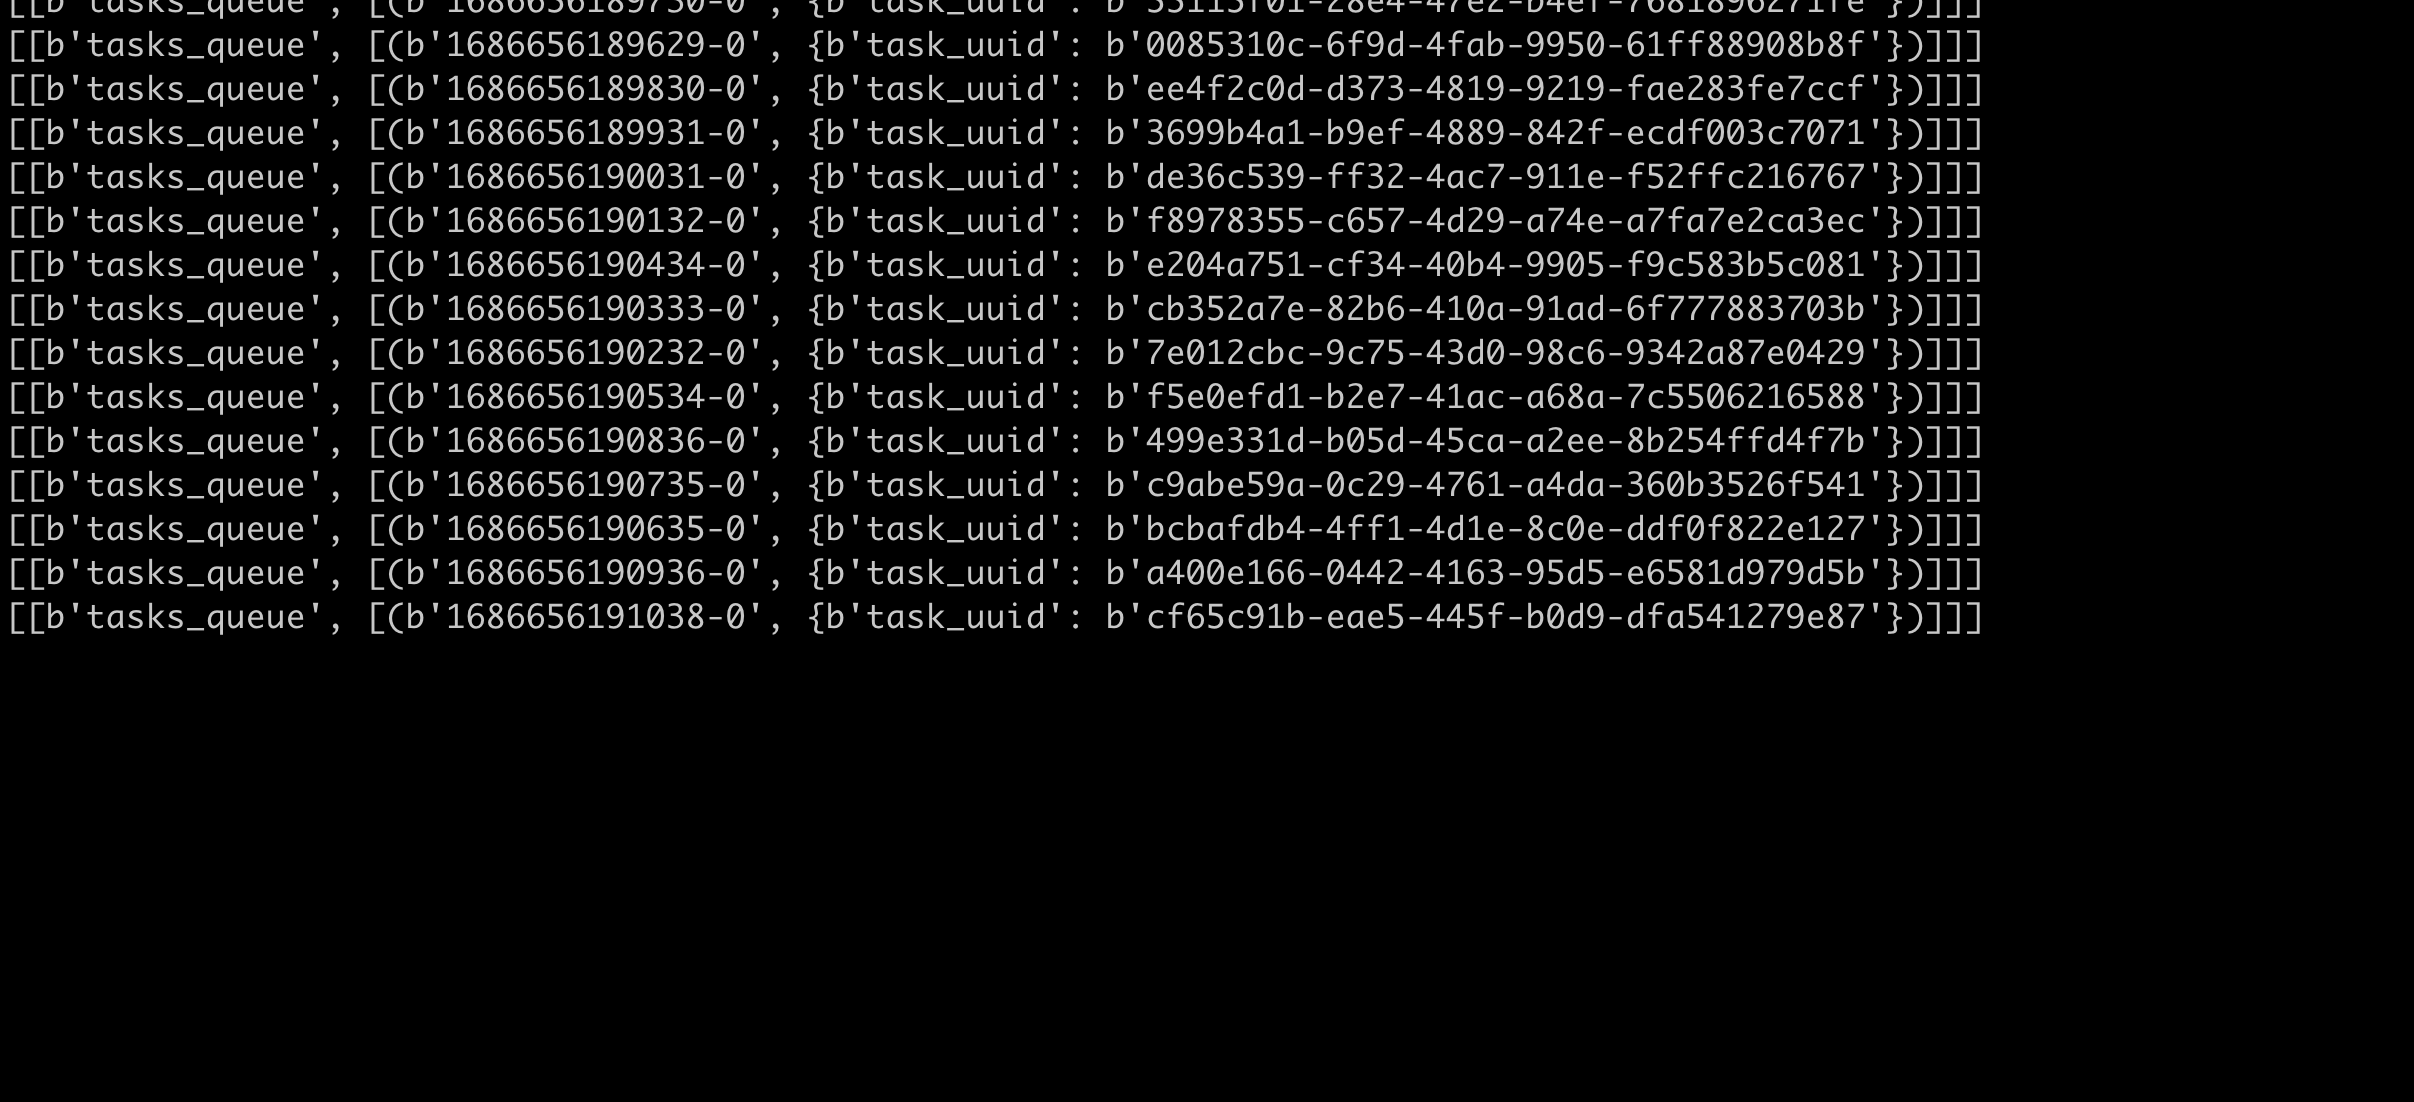 [[b'tasks_queue', [(b'1686656189730-0', {b'task_uuid': b'53115f01-28e4-47e2-b4ef-7681896271fe'})]]]
[[b'tasks_queue', [(b'1686656189629-0', {b'task_uuid': b'0085310c-6f9d-4fab-9950-61ff88908b8f'})]]]
[[b'tasks_queue', [(b'1686656189830-0', {b'task_uuid': b'ee4f2c0d-d373-4819-9219-fae283fe7ccf'})]]]
[[b'tasks_queue', [(b'1686656189931-0', {b'task_uuid': b'3699b4a1-b9ef-4889-842f-ecdf003c7071'})]]]
[[b'tasks_queue', [(b'1686656190031-0', {b'task_uuid': b'de36c539-ff32-4ac7-911e-f52ffc216767'})]]]
[[b'tasks_queue', [(b'1686656190132-0', {b'task_uuid': b'f8978355-c657-4d29-a74e-a7fa7e2ca3ec'})]]]
[[b'tasks_queue', [(b'1686656190434-0', {b'task_uuid': b'e204a751-cf34-40b4-9905-f9c583b5c081'})]]]
[[b'tasks_queue', [(b'1686656190333-0', {b'task_uuid': b'cb352a7e-82b6-410a-91ad-6f777883703b'})]]]
[[b'tasks_queue', [(b'1686656190232-0', {b'task_uuid': b'7e012cbc-9c75-43d0-98c6-9342a87e0429'})]]]
[[b'tasks_queue', [(b'1686656190534-0', {b'task_uuid': b'f5e0efd1-b2e7-41ac-a68a-7c5506216588'})]]]
[[b'tasks_queue', [(b'1686656190836-0', {b'task_uuid': b'499e331d-b05d-45ca-a2ee-8b254ffd4f7b'})]]]
[[b'tasks_queue', [(b'1686656190735-0', {b'task_uuid': b'c9abe59a-0c29-4761-a4da-360b3526f541'})]]]
[[b'tasks_queue', [(b'1686656190635-0', {b'task_uuid': b'bcbafdb4-4ff1-4d1e-8c0e-ddf0f822e127'})]]]
[[b'tasks_queue', [(b'1686656190936-0', {b'task_uuid': b'a400e166-0442-4163-95d5-e6581d979d5b'})]]]
[[b'tasks_queue', [(b'1686656191038-0', {b'task_uuid': b'cf65c91b-eae5-445f-b0d9-dfa541279e87'})]]]